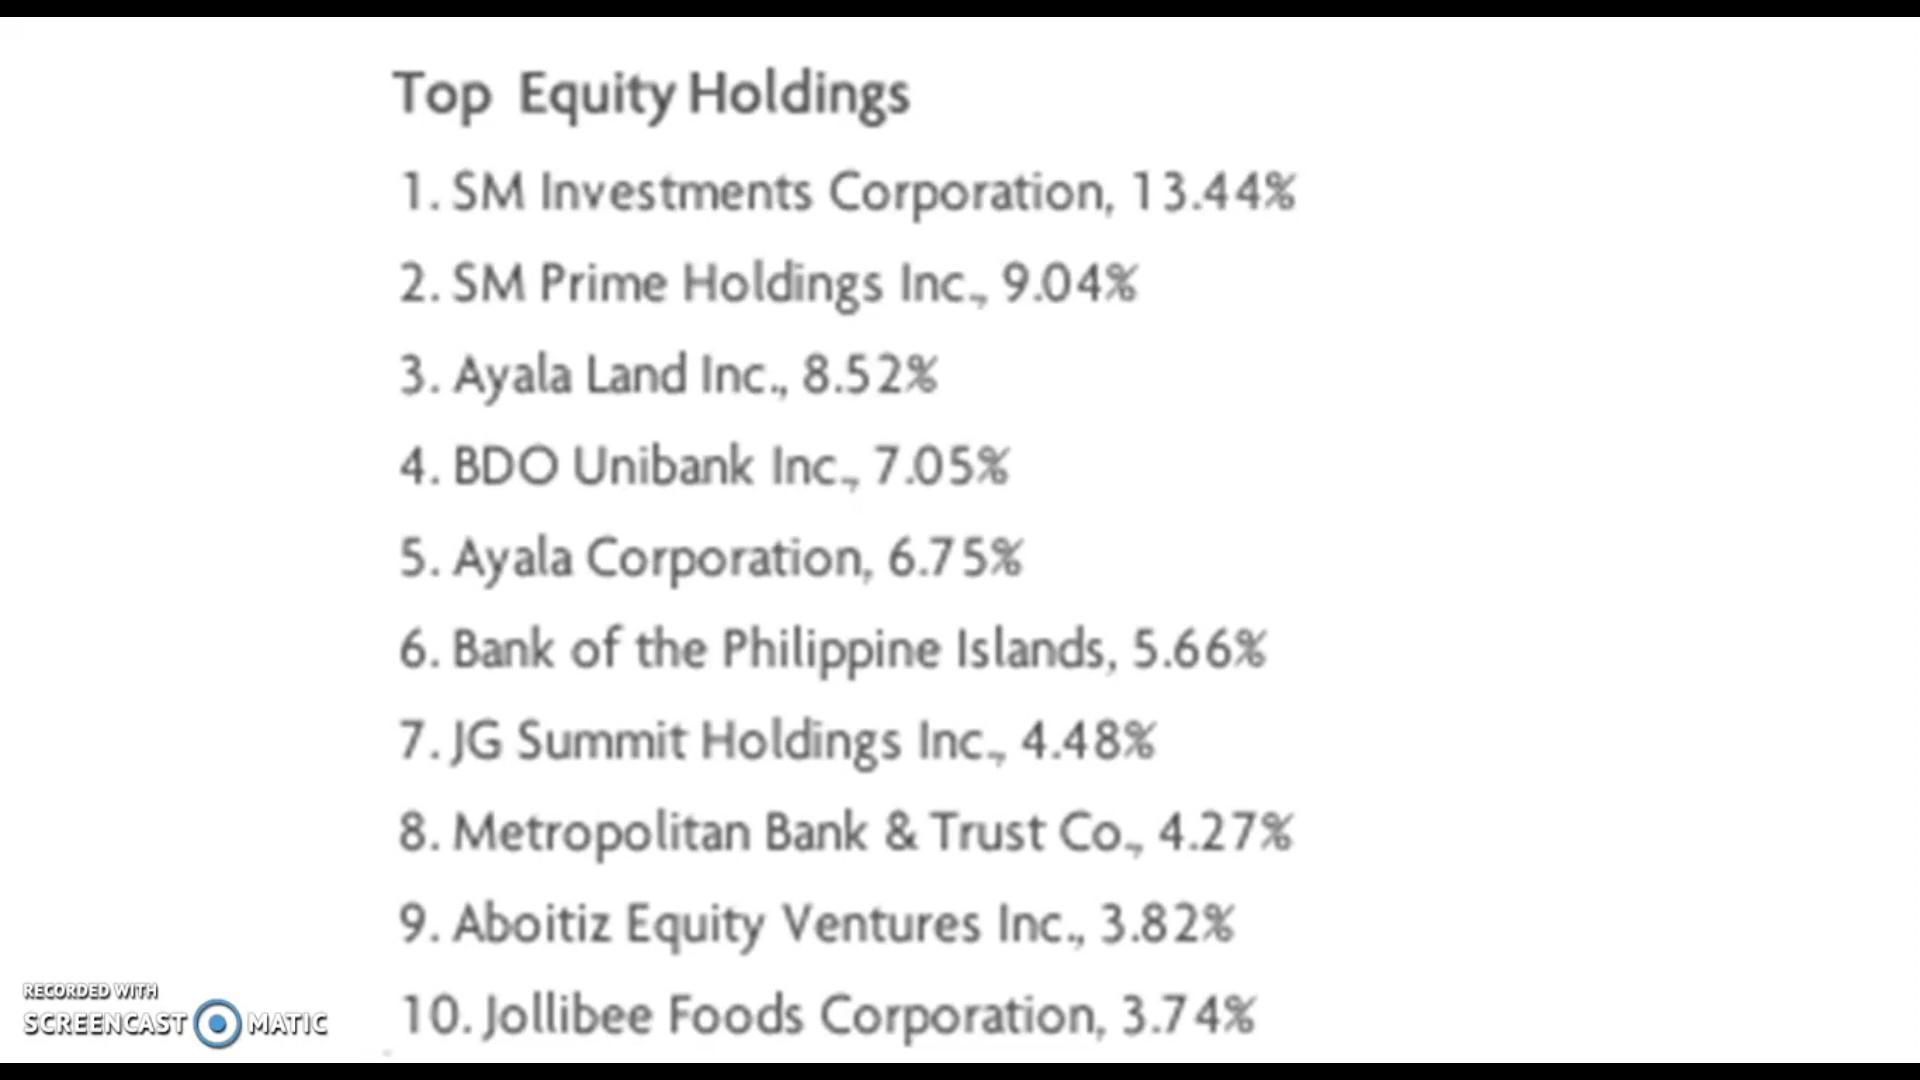 Top Equity Holdings
1. SM Investments Corporation, 13.44%
2. SM Prime Holdings Inc., 9.04%
3. Ayala Land Inc., 8.52%
4. BDO Unibank Inc., 7.05%
5. Ayala Corporation, 6.75%
6. Bank of the Philippine Islands, 5.66%
7. JG Summit Holdings Inc., 4.48%
8. Metropolitan Bank & Trust Co., 4.27%
9. Aboitiz Equity Ventures Inc., 3.82%
10. Jollibee Foods Corporation, 3.74%
RECORDED WITH
SCREENCAST MATIC